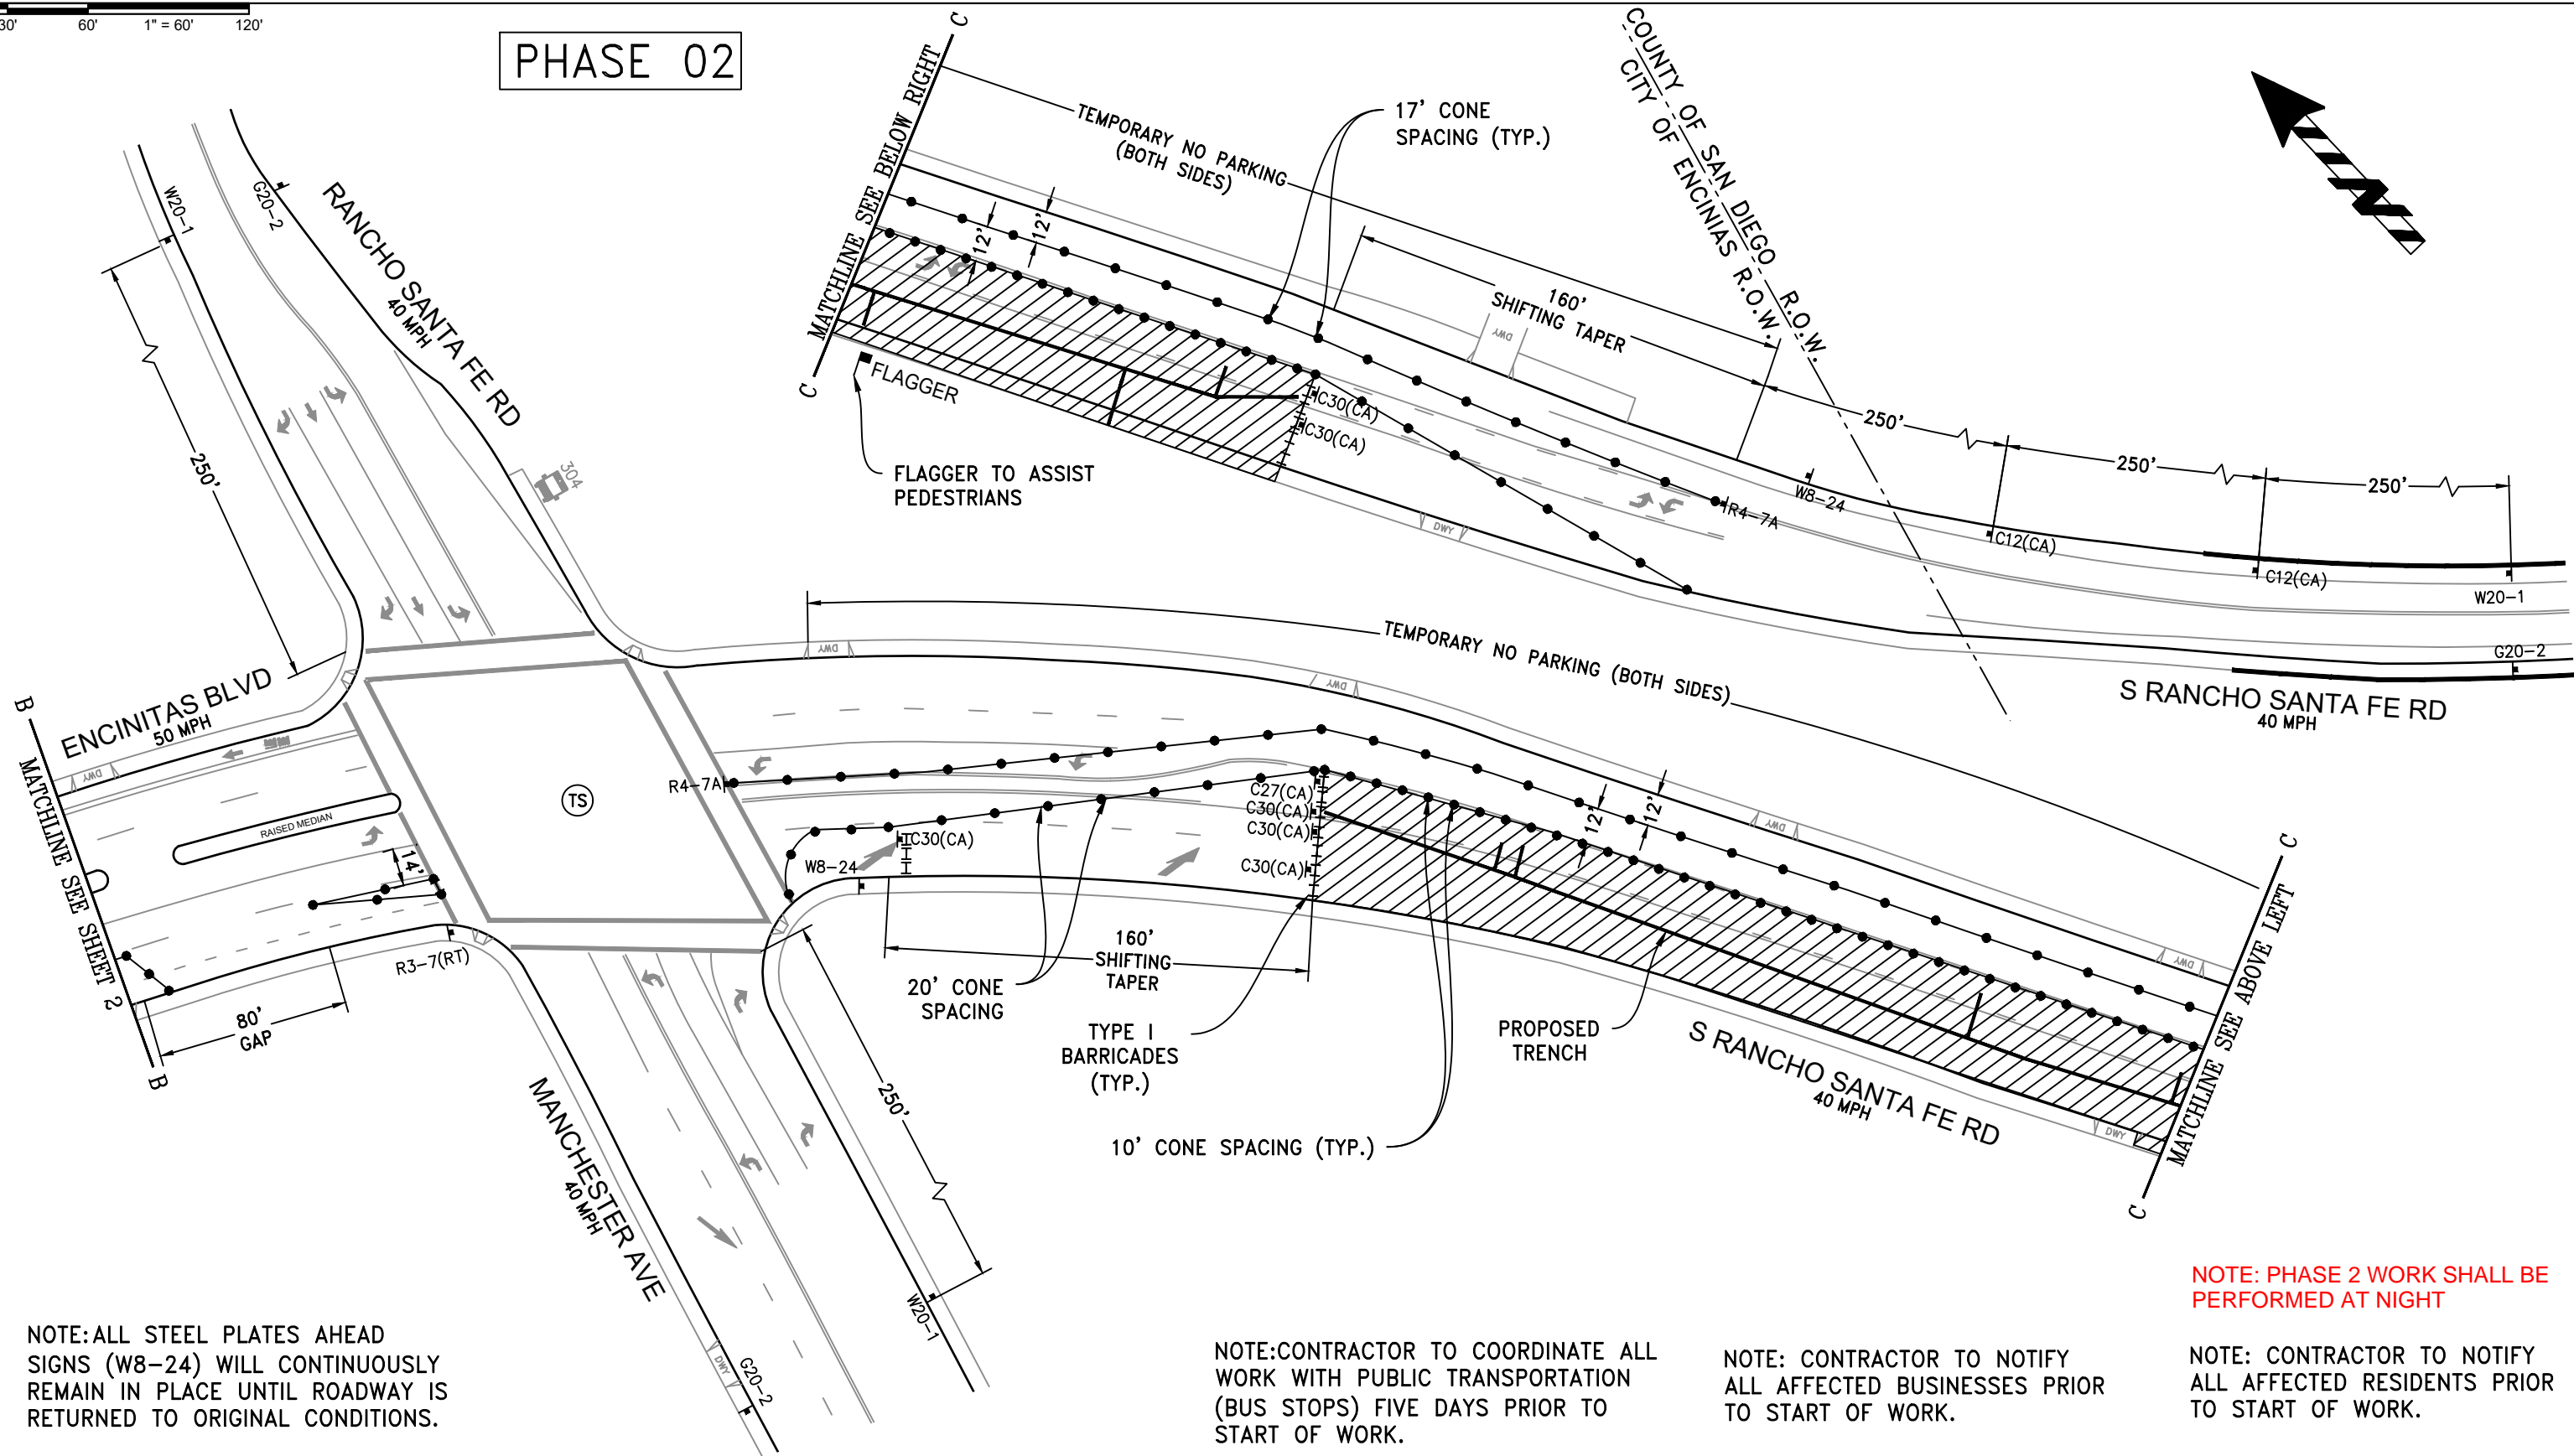 30'
60'
1" = 60'
120'
PHASE 02
C
MATCHLINE SEE BELOW RIGHT
C
TEMPORARY NO PARKING
(BOTH SIDES)
17' CONE
SPACING (TYP.)
COUNTY OF SAN DIEGO R.O.W.
CITY OF ENCINIAS R.O.W.
N
12'
12'
160'
SHIFTING TAPER
DWY
250'
250'
250'
FLAGGER
FLAGGER TO ASSIST
PEDESTRIANS
C30(CA)
C30(CA)
DWY
R4-7A
W8-24
C12(CA)
C12(CA)
W20-1
G20-2
S RANCHO SANTA FE RD
40 MPH
W20-1
G20-2
RANCHO SANTA FE RD
40 MPH
250'
304
B
ENCINITAS BLVD
50 MPH
DWY
MATCHLINE SEE SHEET 2
B
RAISED MEDIAN
14'
R3-7(RT)
80'
GAP
TS
R4-7A
DWY
DWY
TEMPORARY NO PARKING (BOTH SIDES)
W8-24
C30(CA)
C27(CA)
C30(CA)
C30(CA)
C30(CA)
12'
12'
DWY
DWY
C
MATCHLINE SEE ABOVE LEFT
C
160'
SHIFTING
TAPER
20' CONE
SPACING
TYPE I
BARRICADES
(TYP.)
10' CONE SPACING (TYP.)
PROPOSED
TRENCH
S RANCHO SANTA FE RD
40 MPH
DWY
MANCHESTER AVE
40 MPH
250'
W20-1
DWY
G20-2
NOTE:ALL STEEL PLATES AHEAD
SIGNS (W8-24) WILL CONTINUOUSLY
REMAIN IN PLACE UNTIL ROADWAY IS
RETURNED TO ORIGINAL CONDITIONS.
NOTE:CONTRACTOR TO COORDINATE ALL
WORK WITH PUBLIC TRANSPORTATION
(BUS STOPS) FIVE DAYS PRIOR TO
START OF WORK.
NOTE: CONTRACTOR TO NOTIFY
ALL AFFECTED BUSINESSES PRIOR
TO START OF WORK.
NOTE: PHASE 2 WORK SHALL BE
PERFORMED AT NIGHT
NOTE: CONTRACTOR TO NOTIFY
ALL AFFECTED RESIDENTS PRIOR
TO START OF WORK.